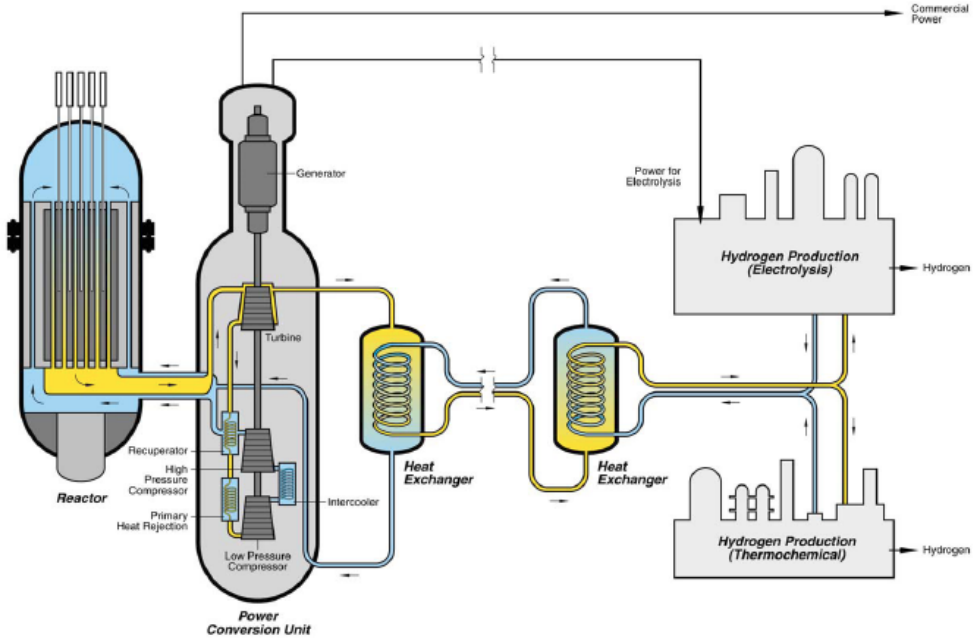 Commercial
Power
Generator
Power for
Electrolysis
Hydrogen Production
(Electrolysis)
Hydrogen
Turbine
Recuperator
High
Pressure
Compressor
Intercooler
Primary
Heat Rejection
Low Pressure
Compressor
Reactor
Heat
Exchanger
Heat
Exchanger
Hydrogen Production
(Thermochemical)
Hydrogen
Power
Conversion Unit